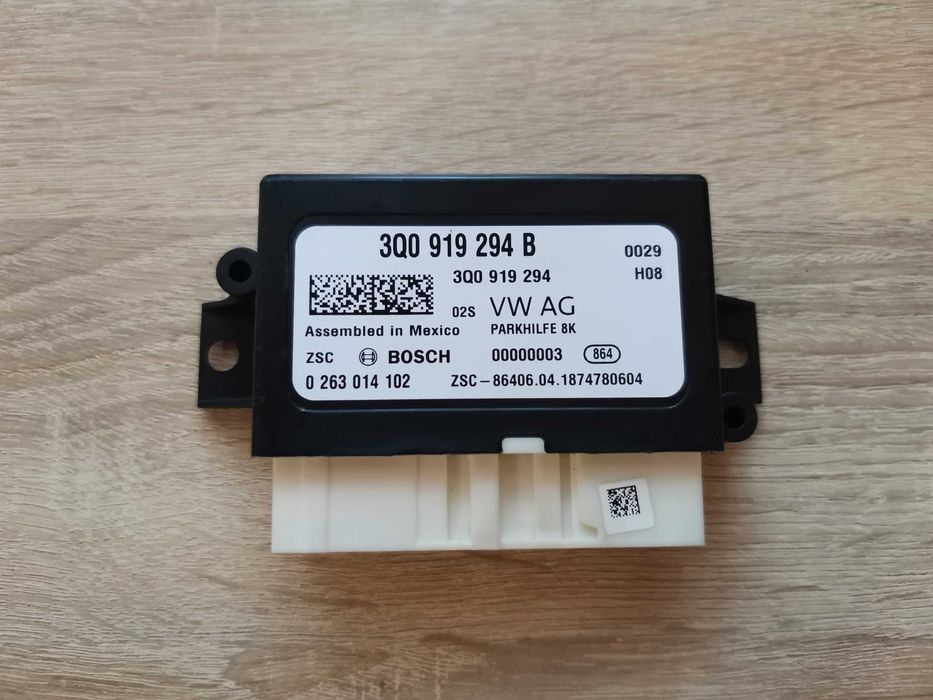 3Q0 919 294 B
0029
3Q0 919 294
H08
02S VW AG
Assembled in Mexico
PARKHILFE 8K
ZSC BOSCH 00000003 864
0 263 014 102 ZSC-86406.04.1874780604